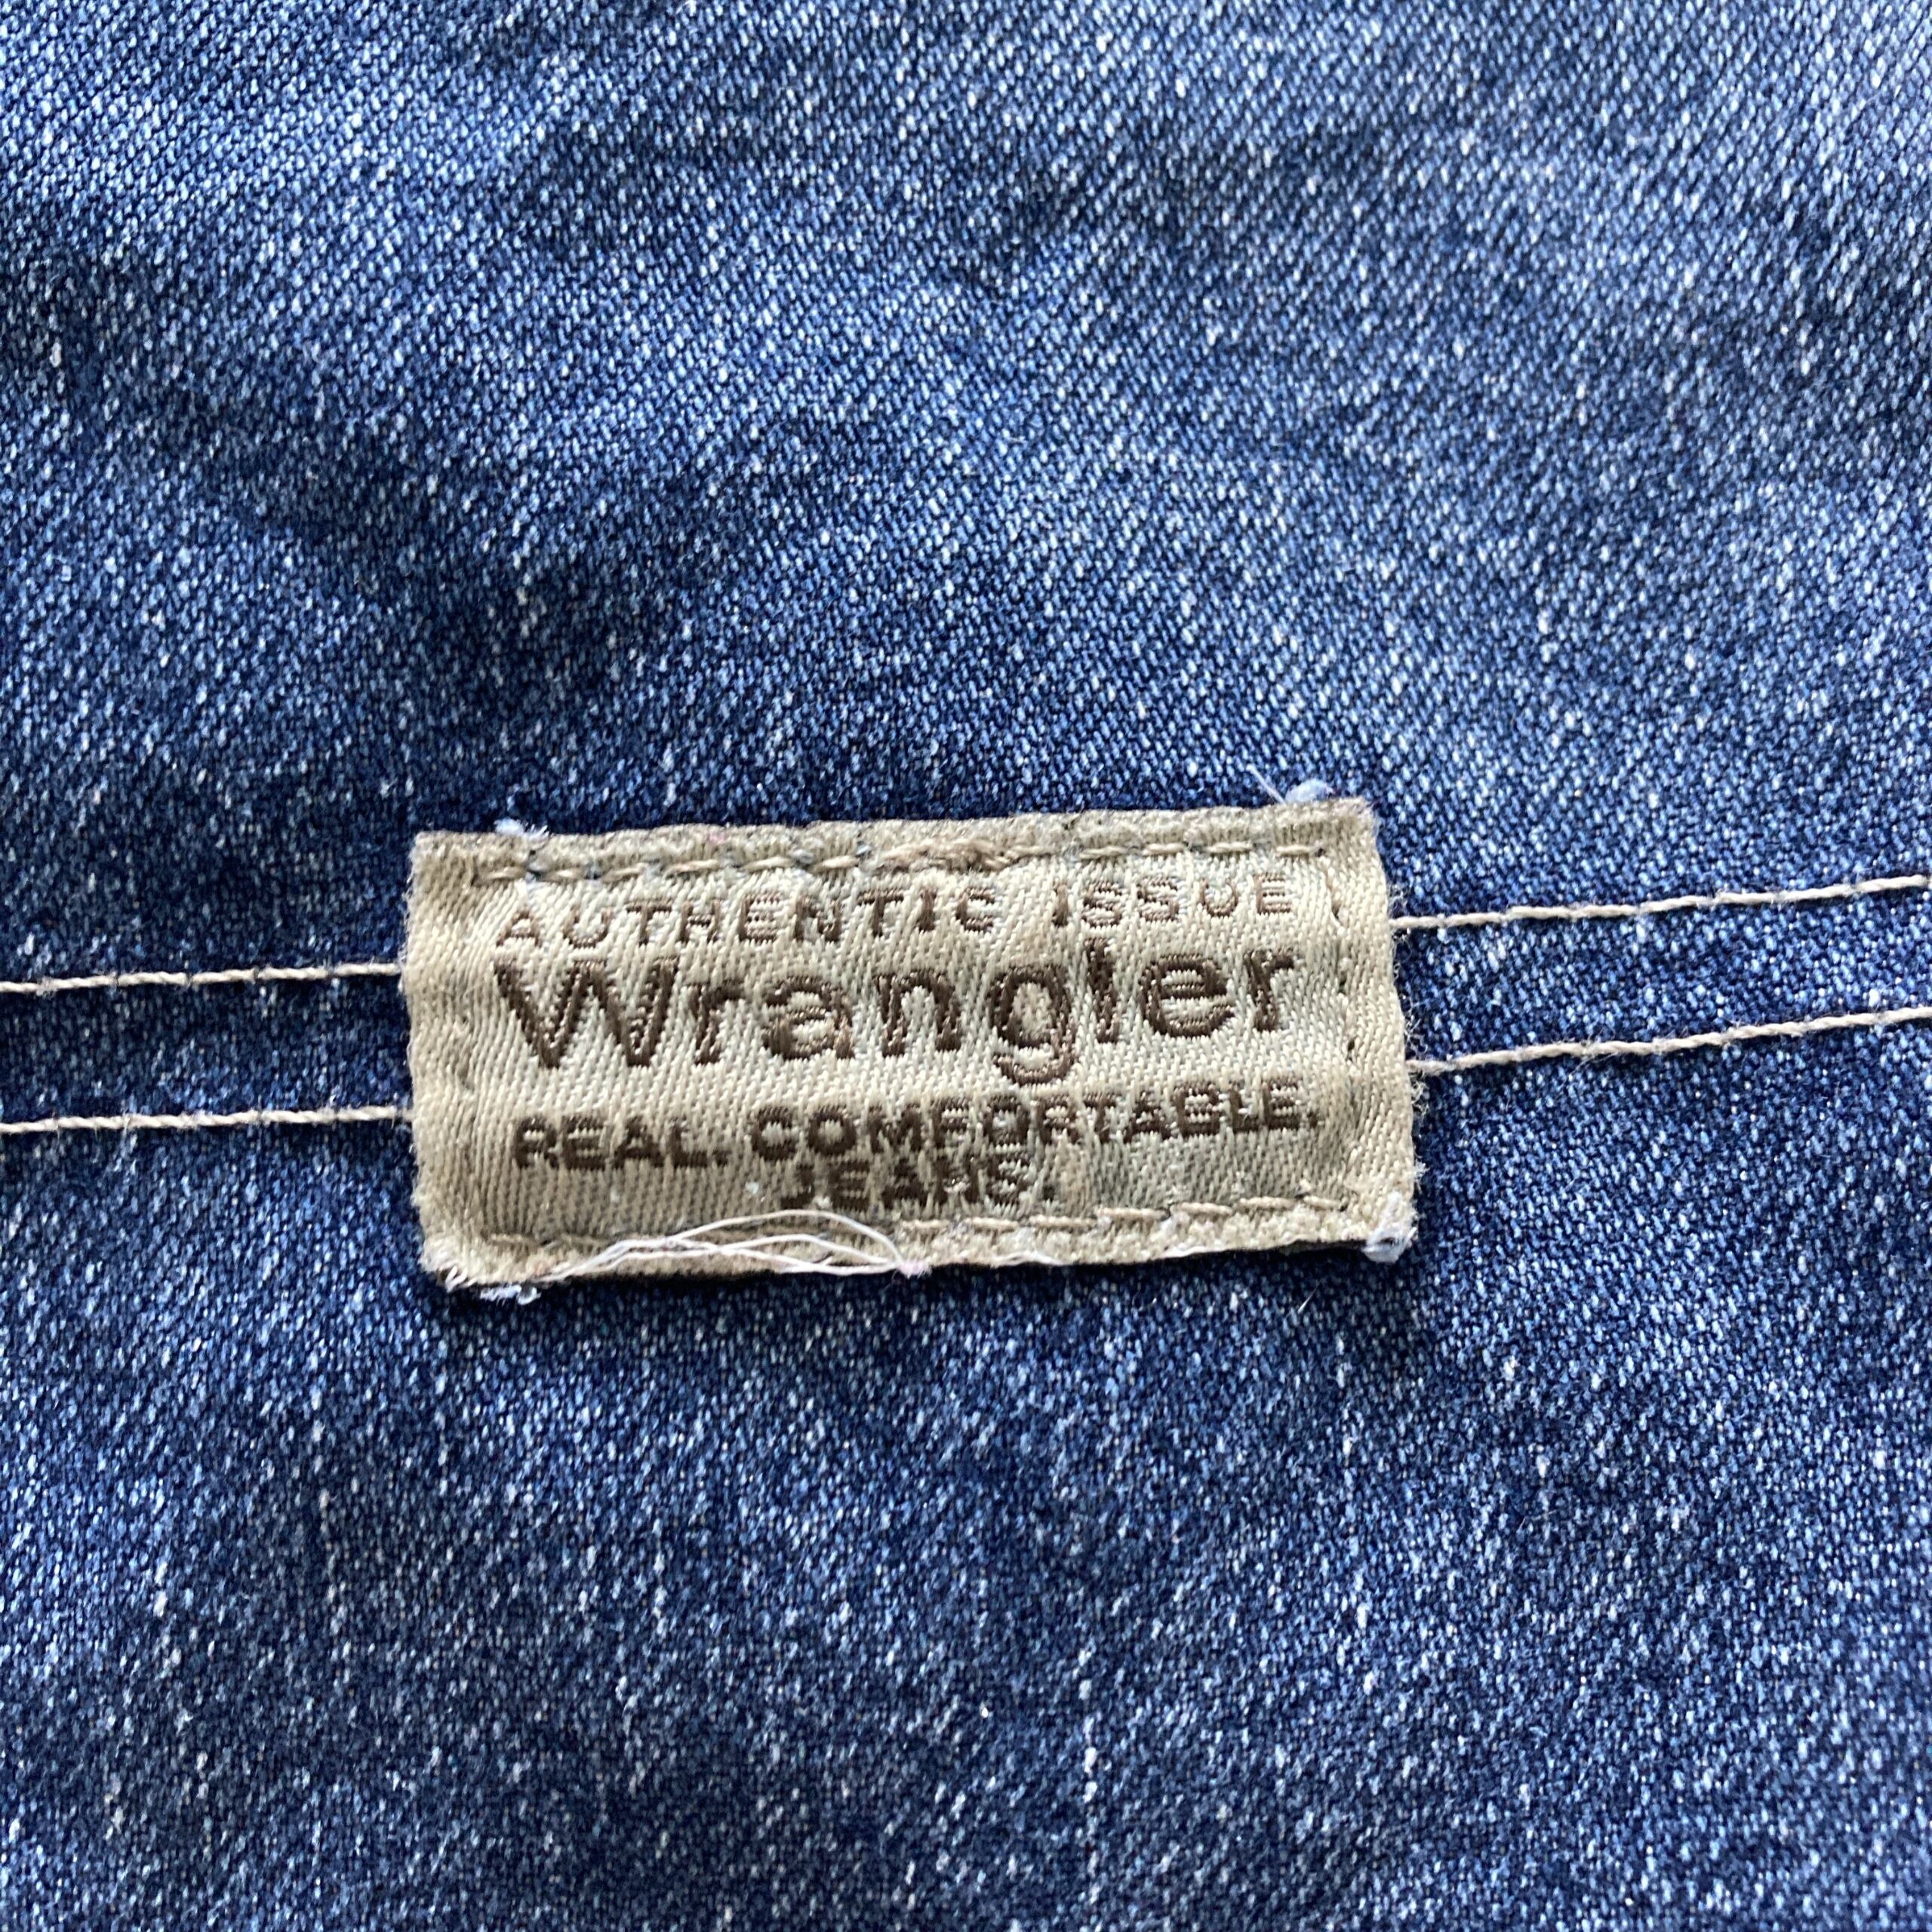 AUTHENTIC ISSUE
Wrangler
REAL. COMFORTABLE.
JEANS.